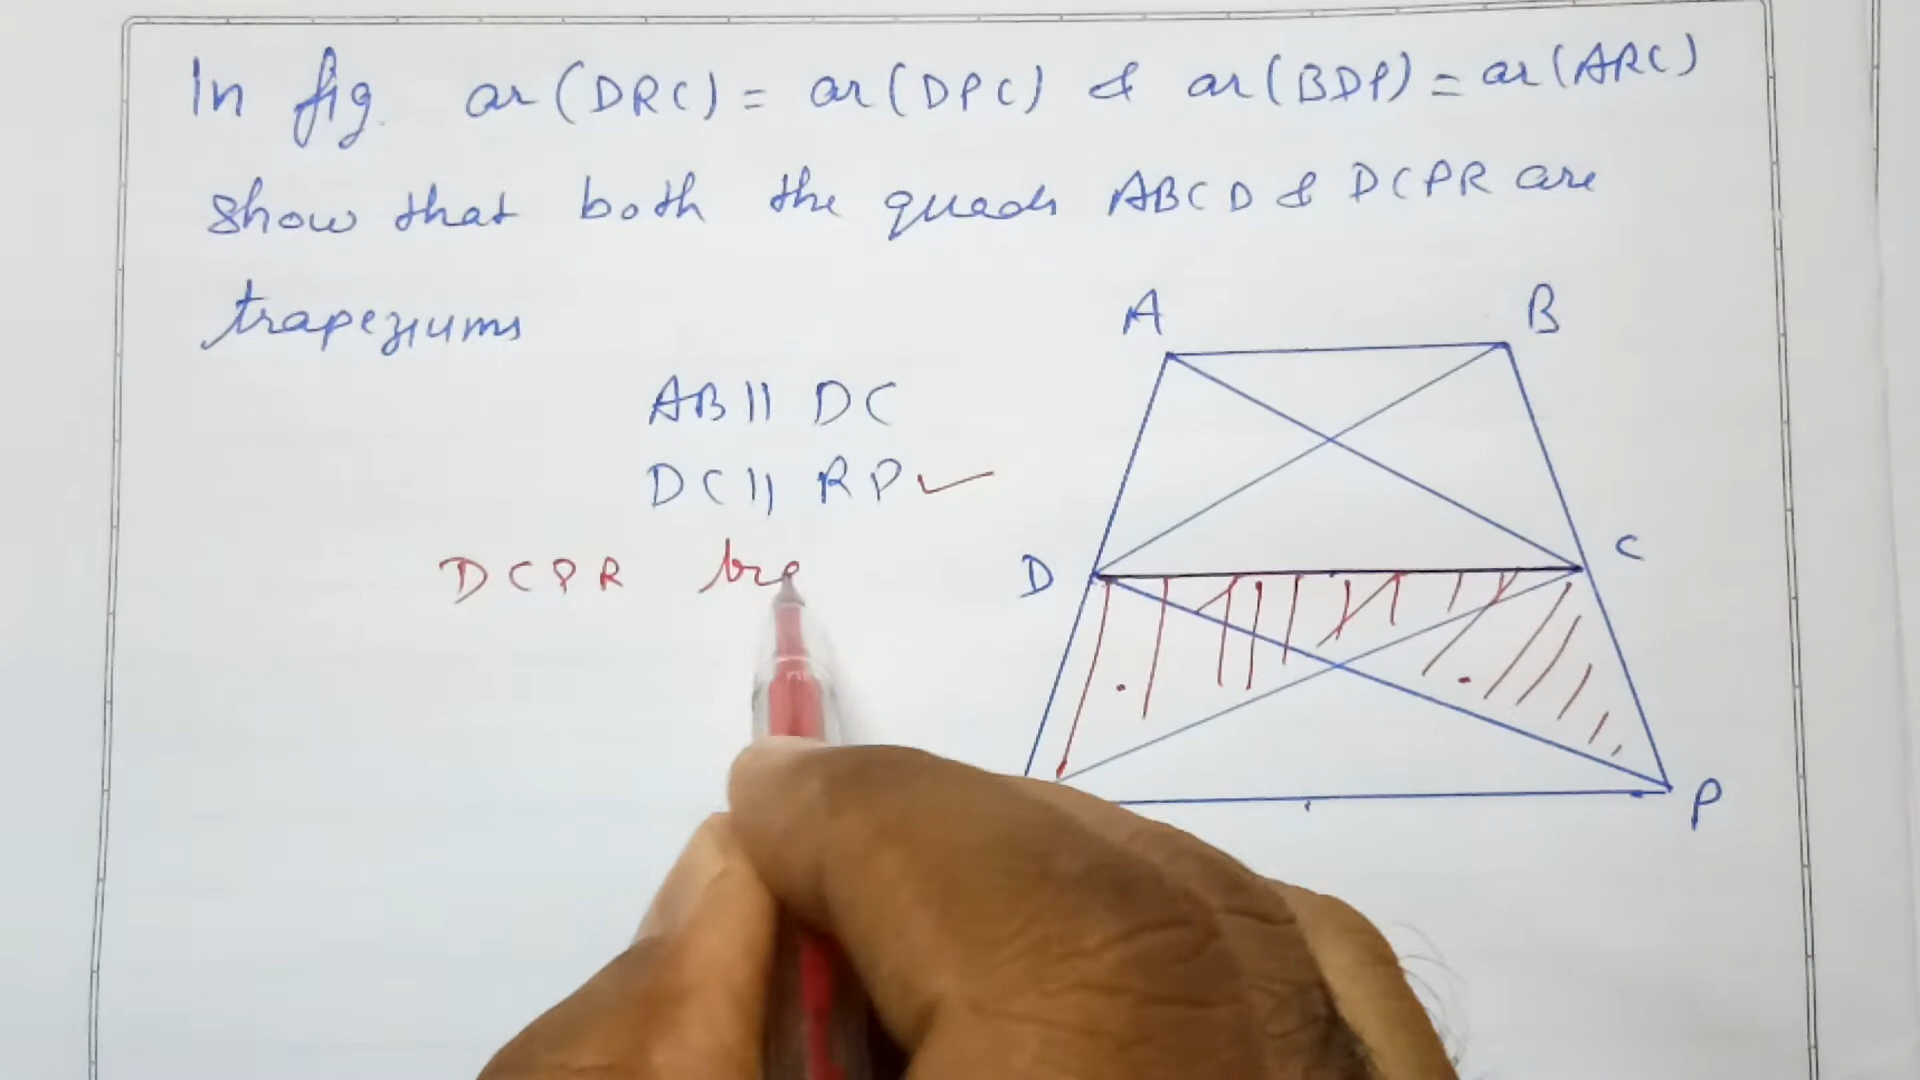 In fig. ar(DRC) = ar(DPC) & ar(BDP) = ar(ARC)
show that both the quads ABCD & DCPR are
trapeziums
A B
AB || DC
DC || RP ✓
D C
DCPR
P